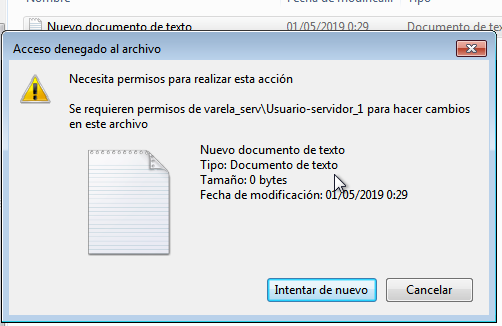 Nombre Fecha de modificac... Tipo
Nuevo documento de texto 01/05/2019 0:29 Documento de tex
Acceso denegado al archivo
Necesita permisos para realizar esta acción
Se requieren permisos de varela_serv\Usuario-servidor_1 para hacer cambios
en este archivo
Nuevo documento de texto
Tipo: Documento de texto
Tamaño: 0 bytes
Fecha de modificación: 01/05/2019 0:29
Intentar de nuevo Cancelar